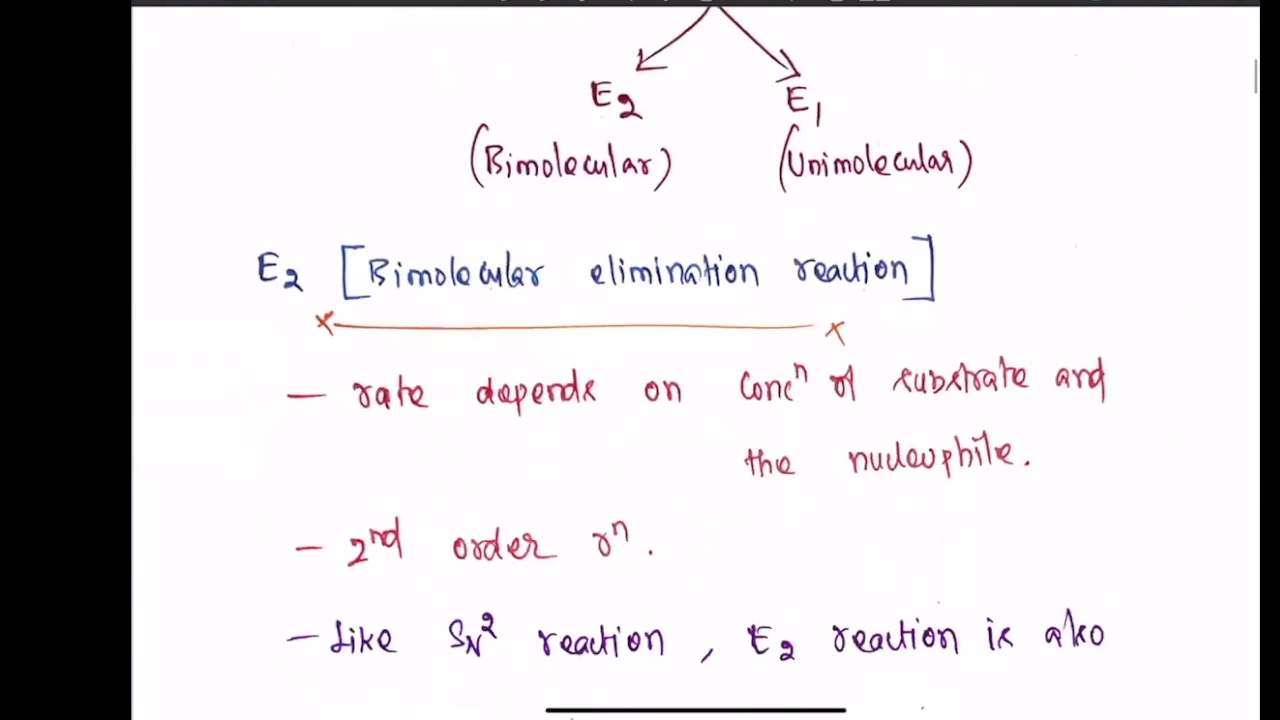 E2 E1
(Bimolecular) (Unimolecular)
E2 [Bimolecular elimination reaction]
— rate depends on Concⁿ of substrate and
the nucleophile.
— 2nd order rⁿ.
— Like SN2 reaction, E2 reaction is also